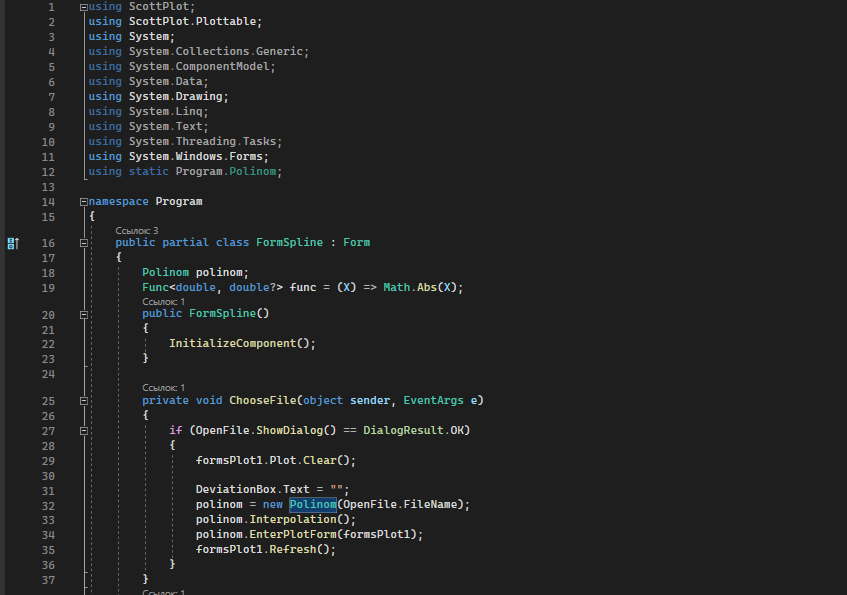 1 using ScottPlot;
2 using ScottPlot.Plottable;
3 using System;
4 using System.Collections.Generic;
5 using System.ComponentModel;
6 using System.Data;
7 using System.Drawing;
8 using System.Linq;
9 using System.Text;
10 using System.Threading.Tasks;
11 using System.Windows.Forms;
12 using static Program.Polinom;
13
14 namespace Program
15 {
Ссылок: 3
16 public partial class FormSpline : Form
17 {
18 Polinom polinom;
19 Func<double, double?> func = (X) => Math.Abs(X);
Ссылок: 1
20 public FormSpline()
21 {
22 InitializeComponent();
23 }
24
Ссылок: 1
25 private void ChooseFile(object sender, EventArgs e)
26 {
27 if (OpenFile.ShowDialog() == DialogResult.OK)
28 {
29 formsPlot1.Plot.Clear();
30
31 DeviationBox.Text = "";
32 polinom = new Polinom(OpenFile.FileName);
33 polinom.Interpolation();
34 polinom.EnterPlotForm(formsPlot1);
35 formsPlot1.Refresh();
36 }
37 }
Ссылок: 1